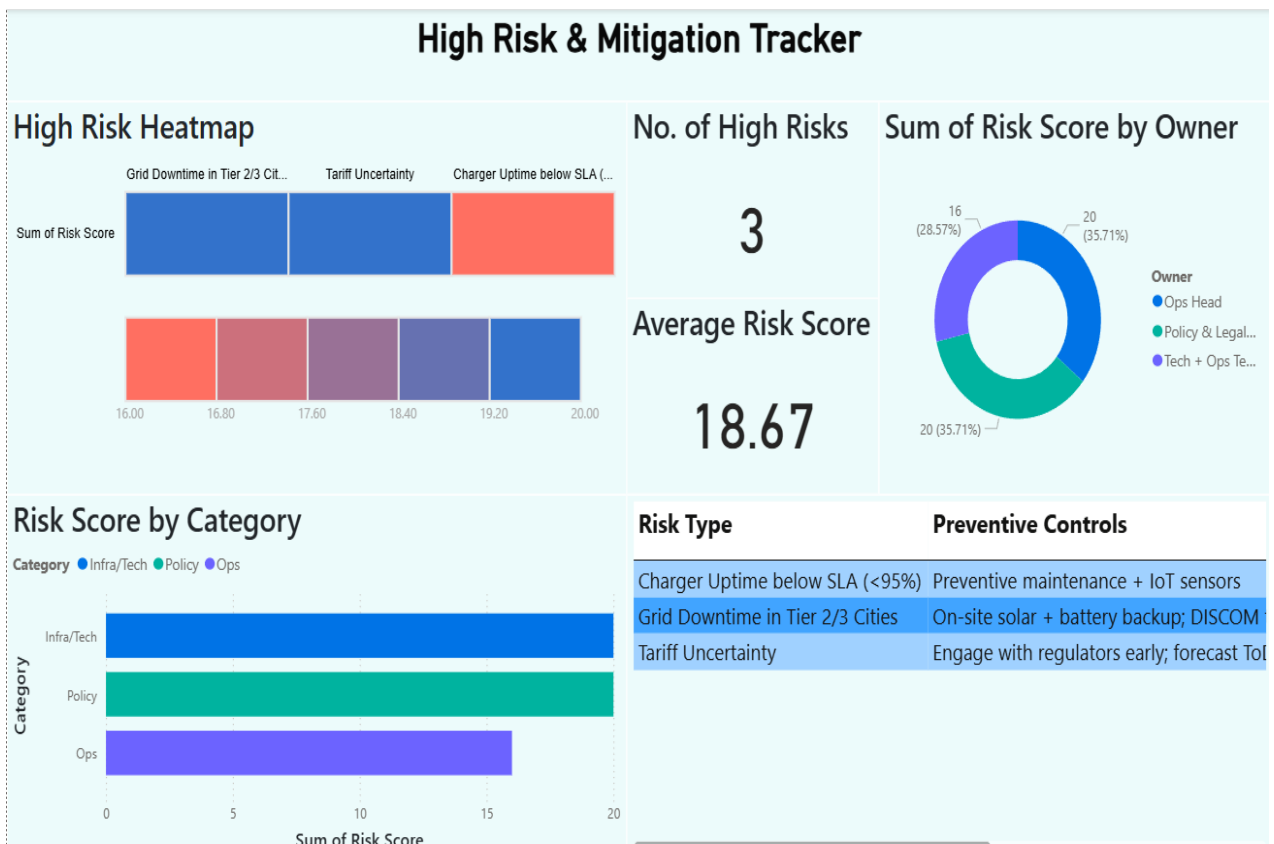 High Risk & Mitigation Tracker
High Risk Heatmap
Grid Downtime in Tier 2/3 Cit... Tariff Uncertainty Charger Uptime below SLA (...
Sum of Risk Score
16.00 16.80 17.60 18.40 19.20 20.00
No. of High Risks
3
Average Risk Score
18.67
Sum of Risk Score by Owner
16
(28.57%)
20
(35.71%)
20 (35.71%)
Owner
Ops Head
Policy & Legal...
Tech + Ops Te...
Risk Score by Category
Category Infra/Tech Policy Ops
Category
Infra/Tech
Policy
Ops
0 5 10 15 20
Sum of Risk Score
Risk Type Preventive Controls
Charger Uptime below SLA (<95%) Preventive maintenance + IoT sensors
Grid Downtime in Tier 2/3 Cities On-site solar + battery backup; DISCOM
Tariff Uncertainty Engage with regulators early; forecast